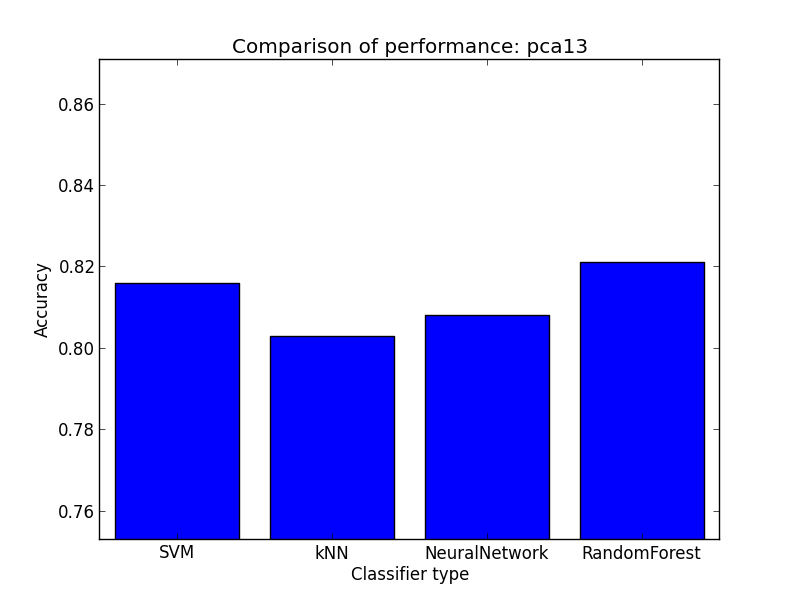 Comparison of performance: pca13
0.86
0.84
0.82
0.80
0.78
0.76
Accuracy
SVM kNN NeuralNetwork RandomForest
Classifier type